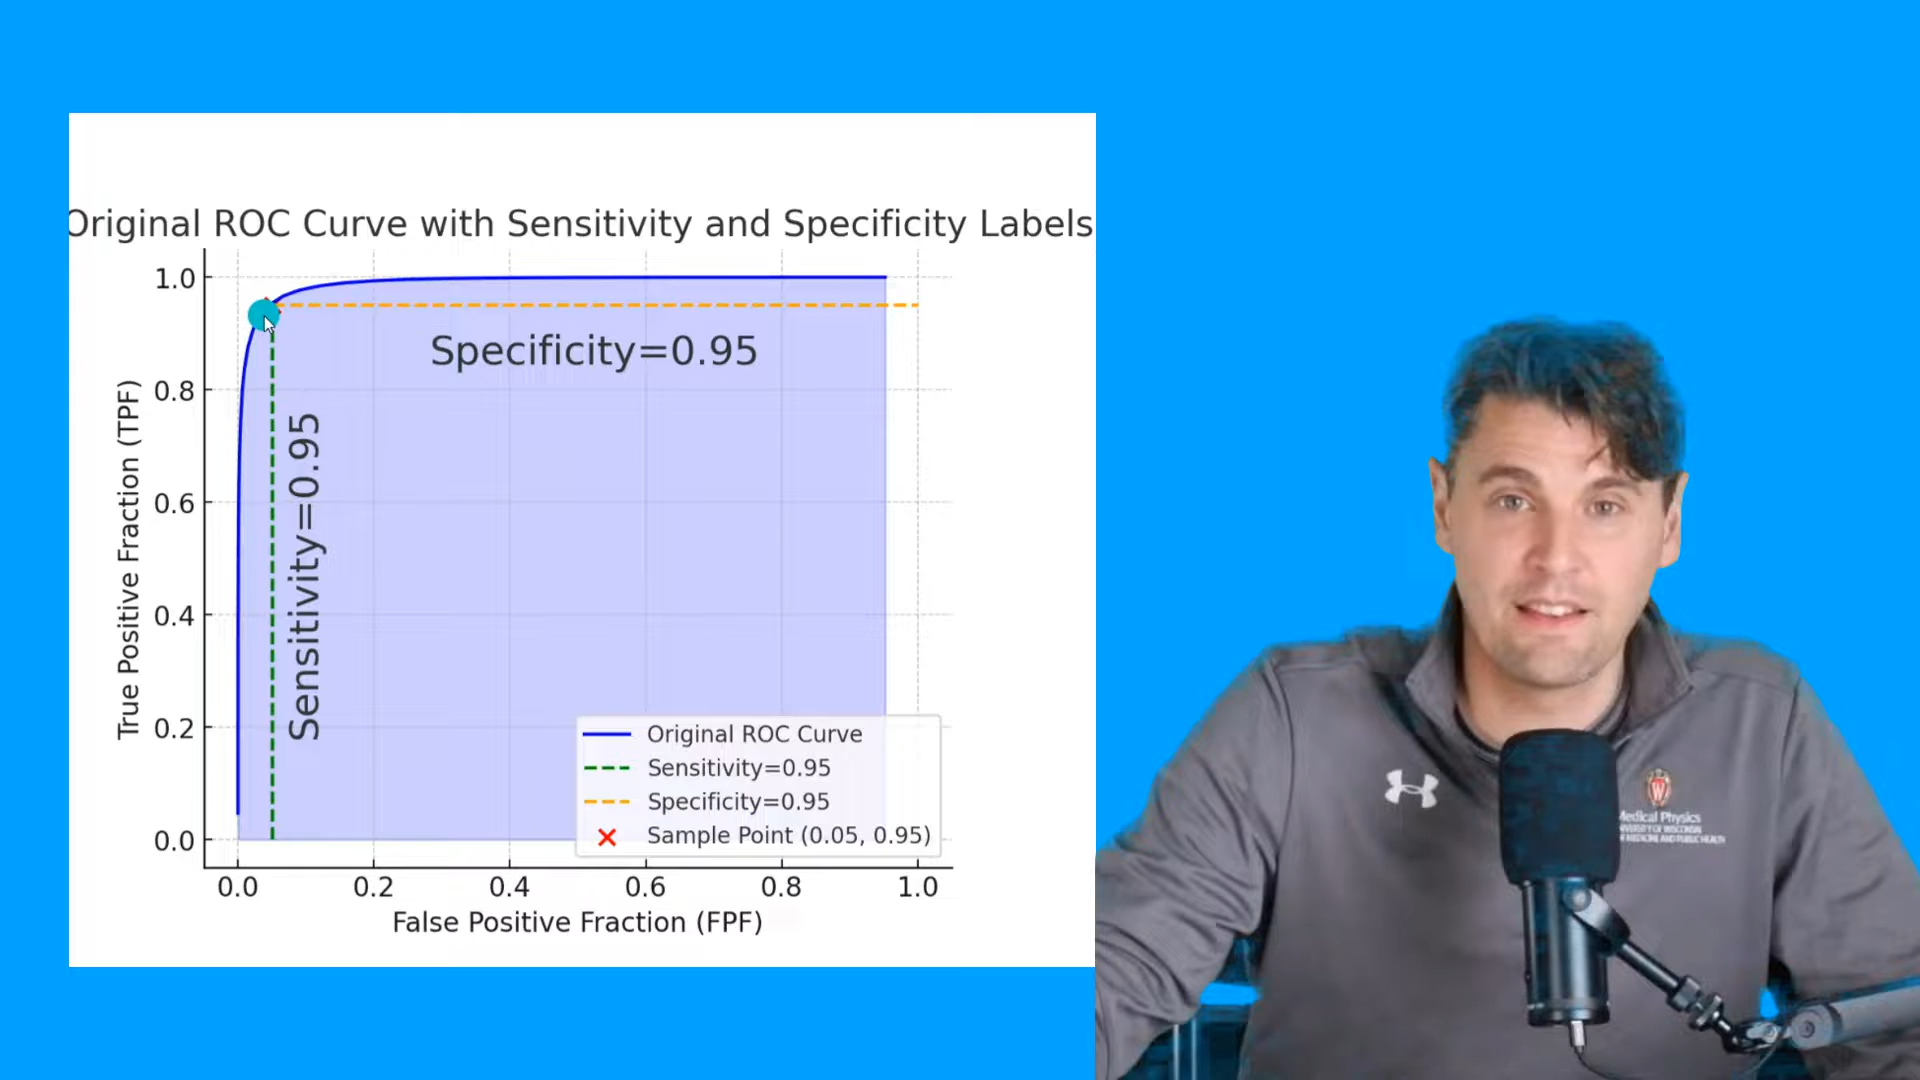 Original ROC Curve with Sensitivity and Specificity Labels
1.0
0.8
0.6
0.4
0.2
0.0
True Positive Fraction (TPF)
Specificity=0.95
Sensitivity=0.95
Original ROC Curve
Sensitivity=0.95
Specificity=0.95
Sample Point (0.05, 0.95)
0.0 0.2 0.4 0.6 0.8 1.0
False Positive Fraction (FPF)
W
Medical Physics